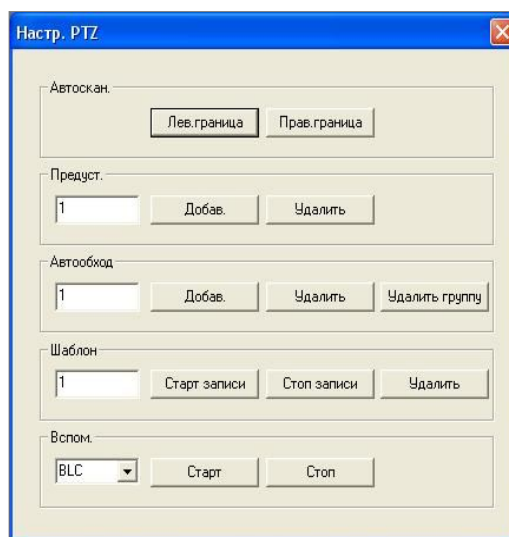 Настр. PTZ
Автоскан.
Лев.граница Прав.граница
Предуст.
1 Добав. Удалить
Автообход
1 Добав. Удалить Удалить группу
Шаблон
1 Старт записи Стоп записи Удалить
Вспом.
BLC Старт Стоп